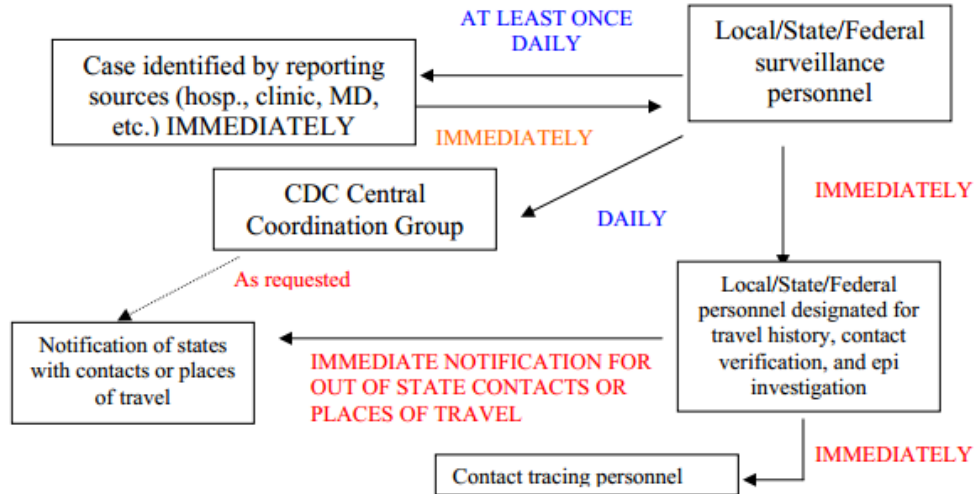 AT LEAST ONCE
DAILY
Local/State/Federal
surveillance
personnel
Case identified by reporting
sources (hosp., clinic, MD,
etc.) IMMEDIATELY
IMMEDIATELY
CDC Central
Coordination Group
DAILY
IMMEDIATELY
As requested
Local/State/Federal
personnel designated for
travel history, contact
verification, and epi
investigation
Notification of states
with contacts or places
of travel
IMMEDIATE NOTIFICATION FOR
OUT OF STATE CONTACTS OR
PLACES OF TRAVEL
IMMEDIATELY
Contact tracing personnel